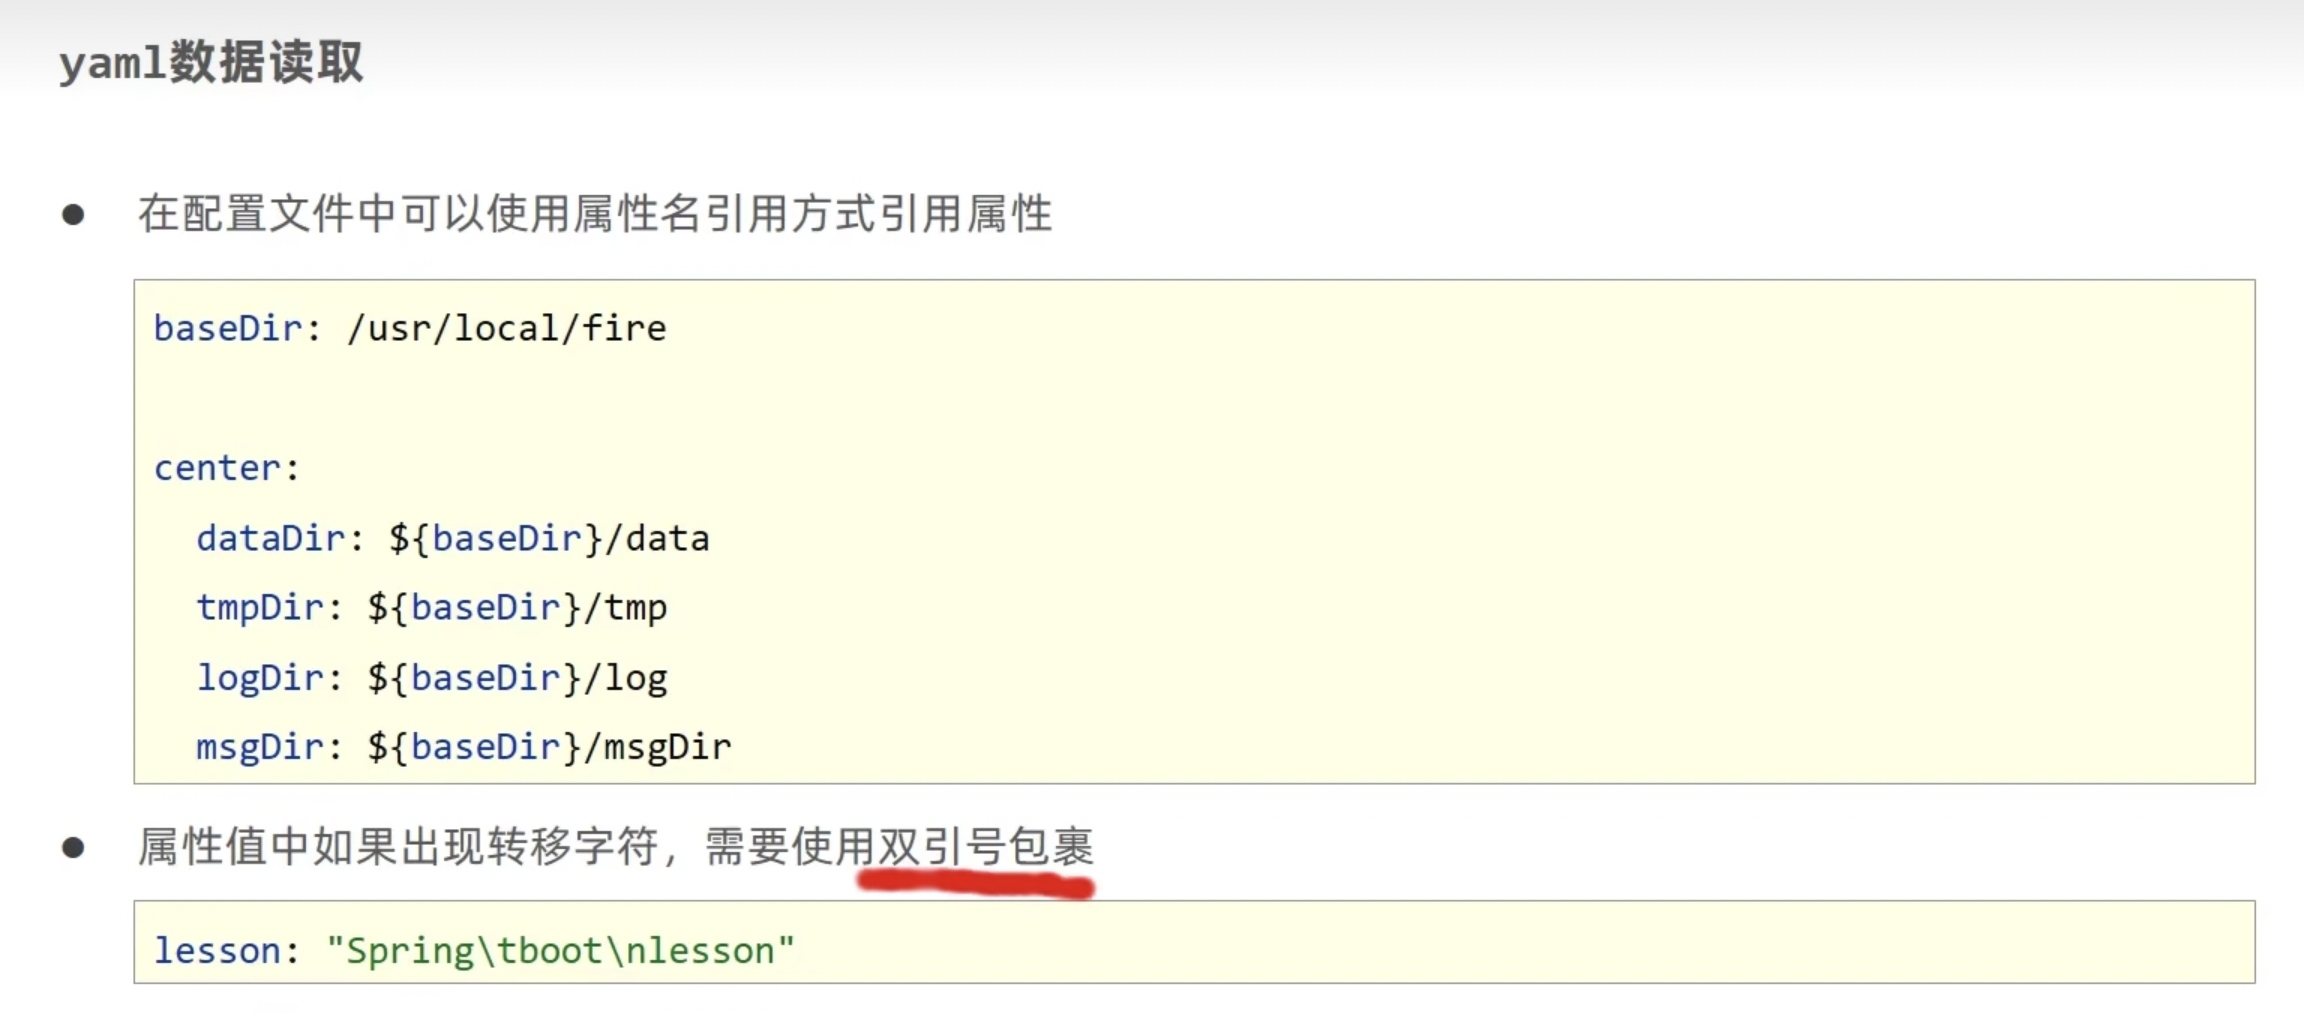 yaml数据读取
● 在配置文件中可以使用属性名引用方式引用属性
baseDir: /usr/local/fire
center:
  dataDir: ${baseDir}/data
  tmpDir: ${baseDir}/tmp
  logDir: ${baseDir}/log
  msgDir: ${baseDir}/msgDir
● 属性值中如果出现转移字符，需要使用双引号包裹
lesson: "Spring\tboot\nlesson"